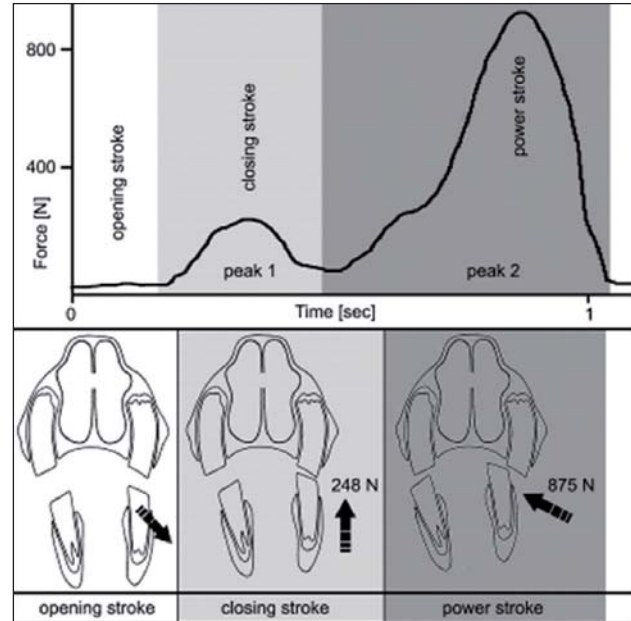 800
400
Force [N]
opening stroke
closing stroke
power stroke
peak 1
peak 2
0
Time [sec]
1
248 N
875 N
opening stroke
closing stroke
power stroke